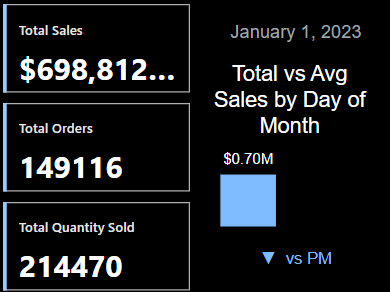 Total Sales
$698,812...
Total Orders
149116
Total Quantity Sold
214470
January 1, 2023
Total vs Avg
Sales by Day of
Month
$0.70M
▼ vs PM